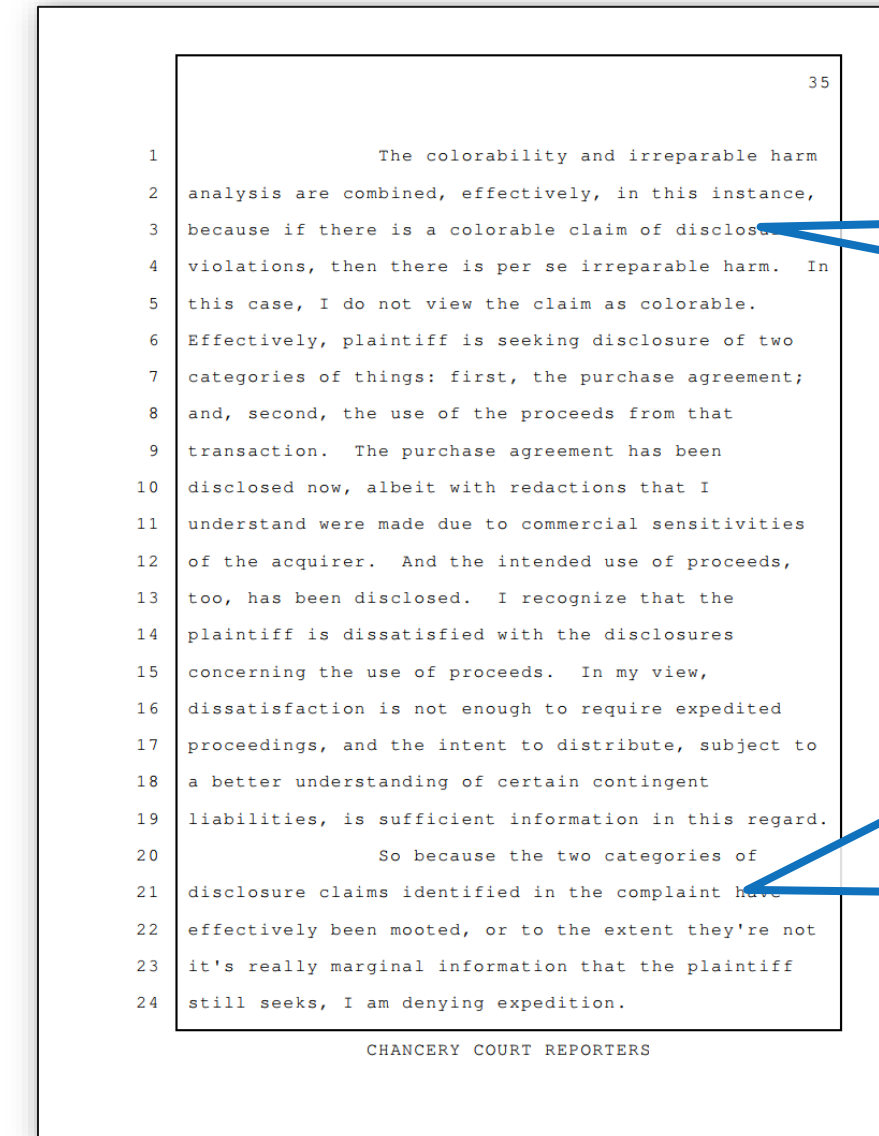 35
1 The colorability and irreparable harm
2 analysis are combined, effectively, in this instance,
3 because if there is a colorable claim of disclosure
4 violations, then there is per se irreparable harm. In
5 this case, I do not view the claim as colorable.
6 Effectively, plaintiff is seeking disclosure of two
7 categories of things: first, the purchase agreement;
8 and, second, the use of the proceeds from that
9 transaction. The purchase agreement has been
10 disclosed now, albeit with redactions that I
11 understand were made due to commercial sensitivities
12 of the acquirer. And the intended use of proceeds,
13 too, has been disclosed. I recognize that the
14 plaintiff is dissatisfied with the disclosures
15 concerning the use of proceeds. In my view,
16 dissatisfaction is not enough to require expedited
17 proceedings, and the intent to distribute, subject to
18 a better understanding of certain contingent
19 liabilities, is sufficient information in this regard.
20 So because the two categories of
21 disclosure claims identified in the complaint have
22 effectively been mooted, or to the extent they're not
23 it's really marginal information that the plaintiff
24 still seeks, I am denying expedition.
CHANCERY COURT REPORTERS